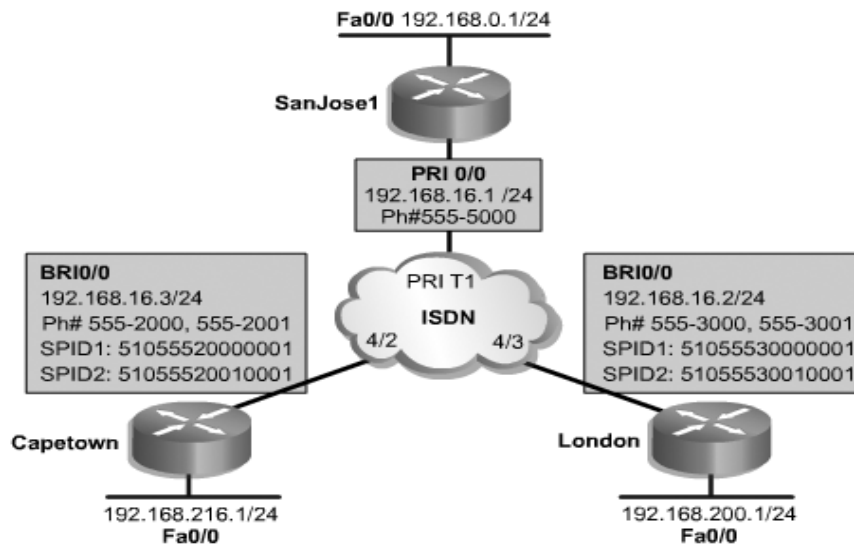 Fa0/0 192.168.0.1/24
SanJose1
PRI 0/0
192.168.16.1 /24
Ph#555-5000
BRI0/0
192.168.16.3/24
Ph# 555-2000, 555-2001
SPID1: 51055520000001
SPID2: 51055520010001
PRI T1
ISDN
4/2
4/3
BRI0/0
192.168.16.2/24
Ph# 555-3000, 555-3001
SPID1: 51055530000001
SPID2: 51055530010001
Capetown
London
192.168.216.1/24
Fa0/0
192.168.200.1/24
Fa0/0